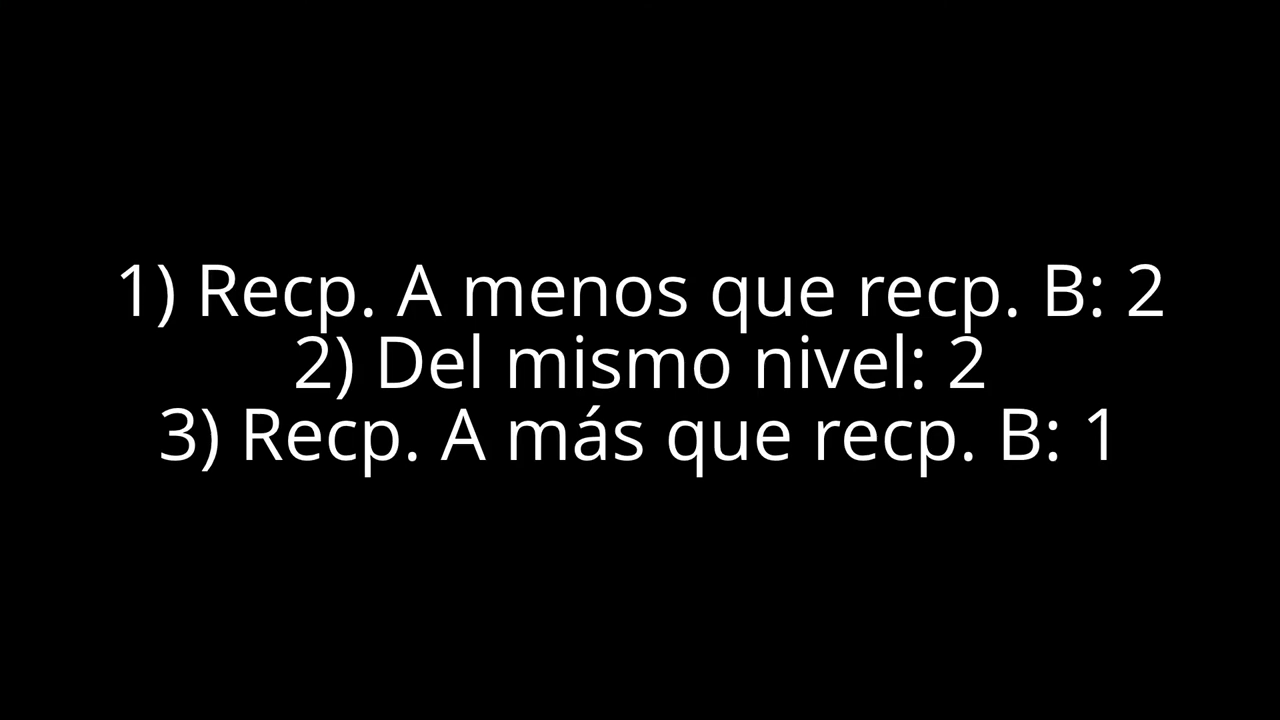 1) Recp. A menos que recp. B: 2
2) Del mismo nivel: 2
3) Recp. A más que recp. B: 1